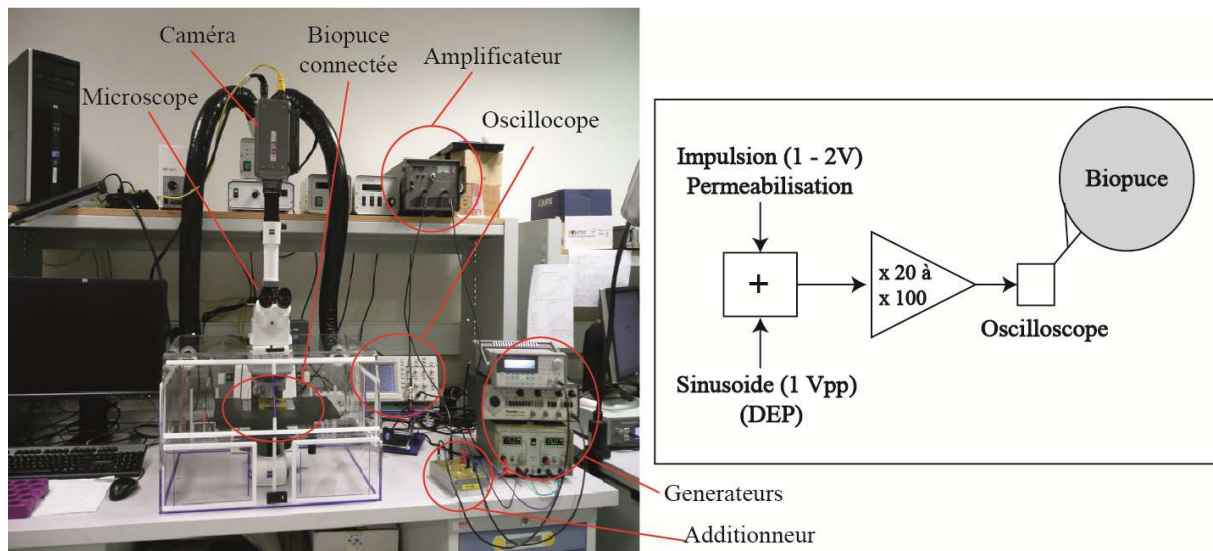 Caméra
Biopuce
connectée
Amplificateur
Microscope
Oscillocope
Generateurs
Additionneur
Impulsion (1 - 2V)
Permeabilisation
+
x 20 à
x 100
Biopuce
Oscilloscope
Sinusoide (1 Vpp)
(DEP)